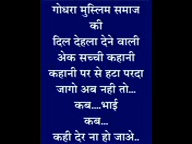 गोधरा मुस्लिम समाज
की
दिल देहला देने वाली
अेक सच्ची कहानी
कहानी पर से हटा परदा
जागो अब नही तो...
कब....भाई
कब...
कही देर ना हो जाअे..